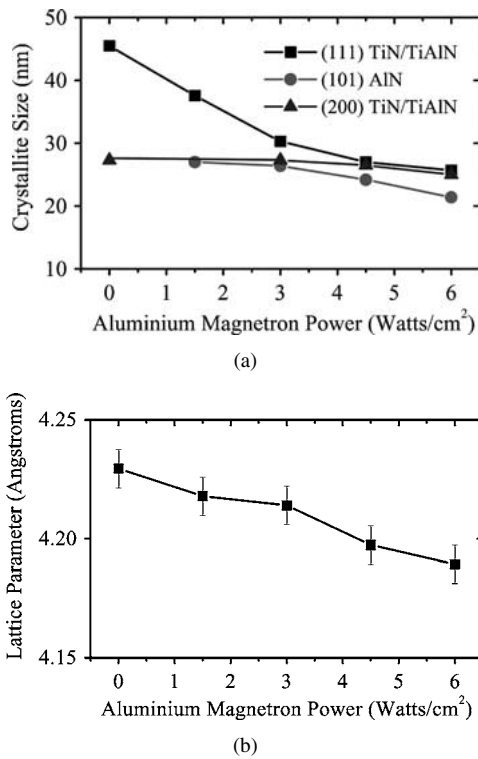 50
40
30
20
10
Crystallite Size (nm)
(111) TiN/TiAlN
(101) AlN
(200) TiN/TiAlN
0 1 2 3 4 5 6
Aluminium Magnetron Power (Watts/cm²)
(a)
4.25
4.20
4.15
Lattice Parameter (Angstroms)
0 1 2 3 4 5 6
Aluminium Magnetron Power (Watts/cm²)
(b)